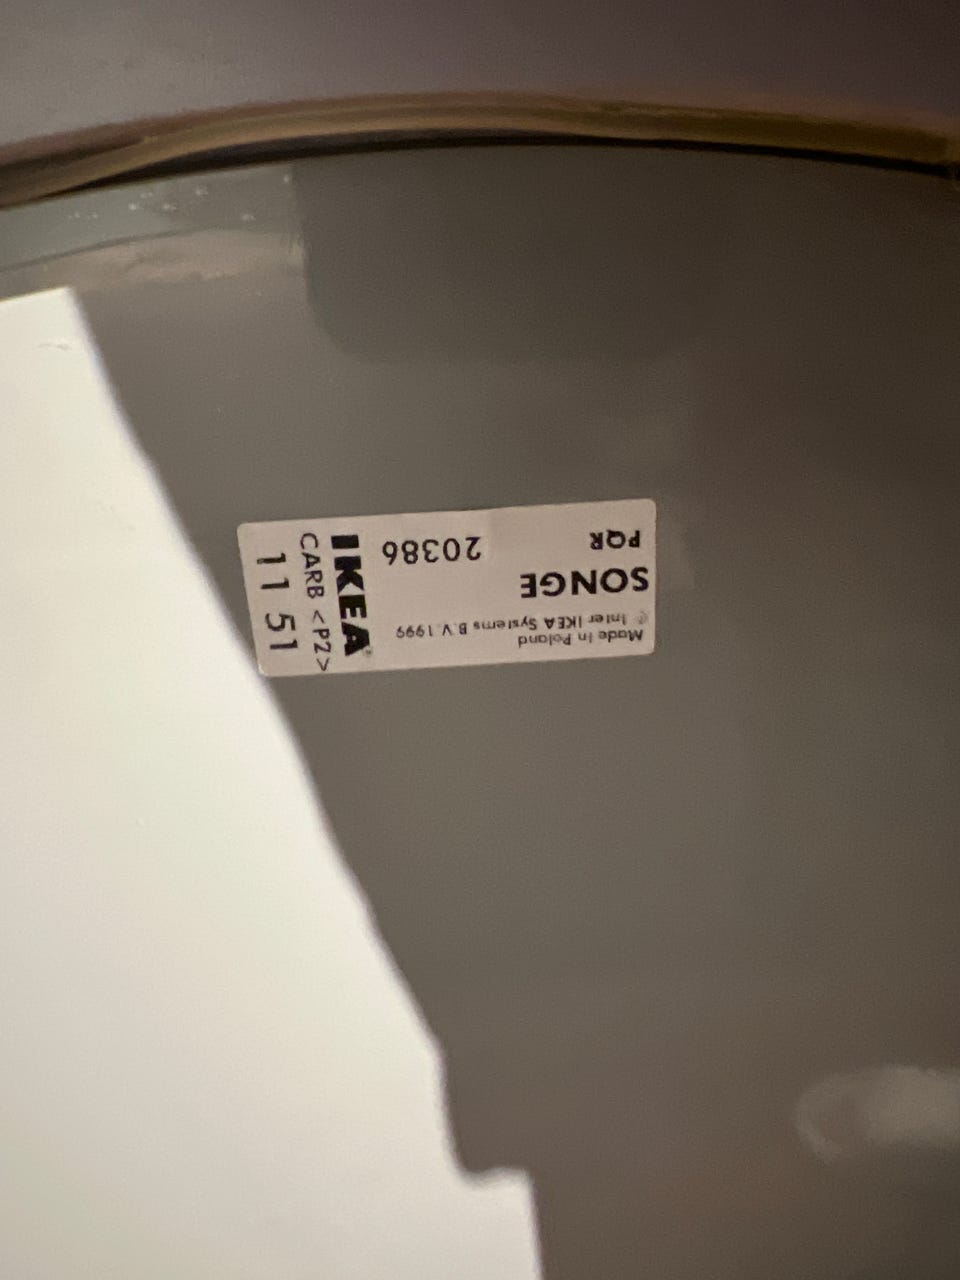 Made in Poland
© Inter IKEA Systems B.V. 1999
SONGE
PQR 20386
IKEA®
CARB <P2>
11 51